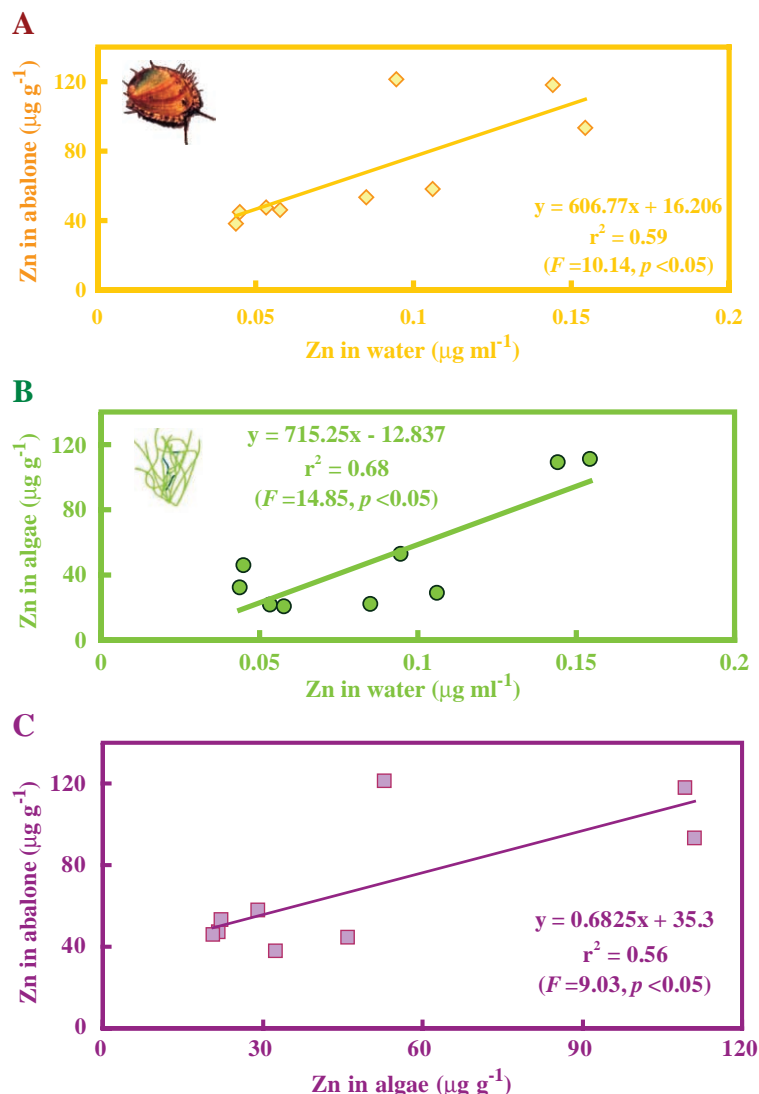 A
Zn in abalone (µg g⁻¹)
120
80
40
0
y = 606.77x + 16.206
r² = 0.59
(F =10.14, p <0.05)
0
0.05
0.1
0.15
0.2
Zn in water (µg ml⁻¹)
B
Zn in algae (µg g⁻¹)
120
80
40
0
y = 715.25x - 12.837
r² = 0.68
(F =14.85, p <0.05)
0
0.05
0.1
0.15
0.2
Zn in water (µg ml⁻¹)
C
Zn in abalone (µg g⁻¹)
120
80
40
0
y = 0.6825x + 35.3
r² = 0.56
(F =9.03, p <0.05)
0
30
60
90
120
Zn in algae (µg g⁻¹)